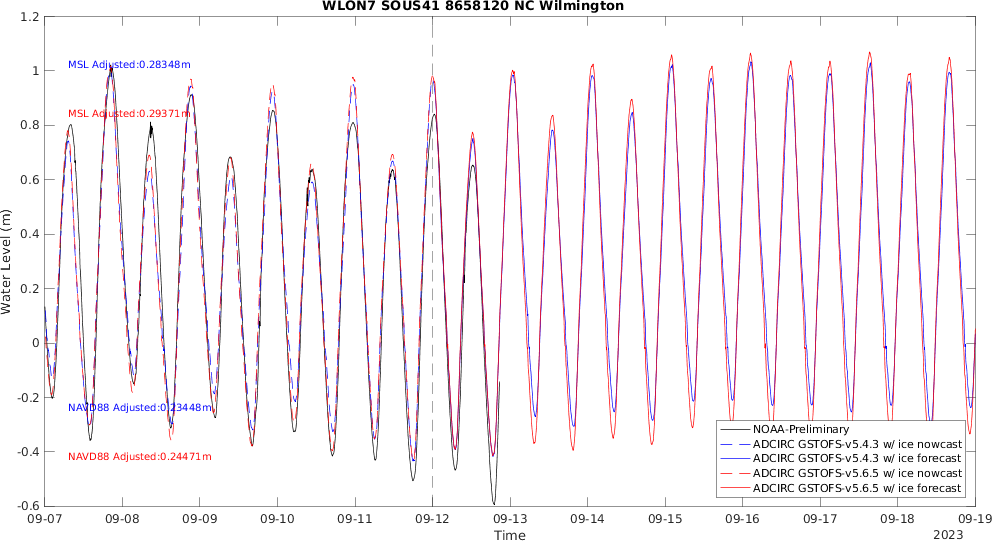 WLON7 SOUS41 8658120 NC Wilmington
1.2
1
0.8
0.6
0.4
0.2
0
-0.2
-0.4
-0.6
Water Level (m)
MSL Adjusted:0.28348m
MSL Adjusted:0.29371m
NAVD88 Adjusted:0.23448m
NAVD88 Adjusted:0.24471m
NOAA-Preliminary
ADCIRC GSTOFS-v5.4.3 w/ ice nowcast
ADCIRC GSTOFS-v5.4.3 w/ ice forecast
ADCIRC GSTOFS-v5.6.5 w/ ice nowcast
ADCIRC GSTOFS-v5.6.5 w/ ice forecast
09-07 09-08 09-09 09-10 09-11 09-12 09-13 09-14 09-15 09-16 09-17 09-18 09-19
Time
2023